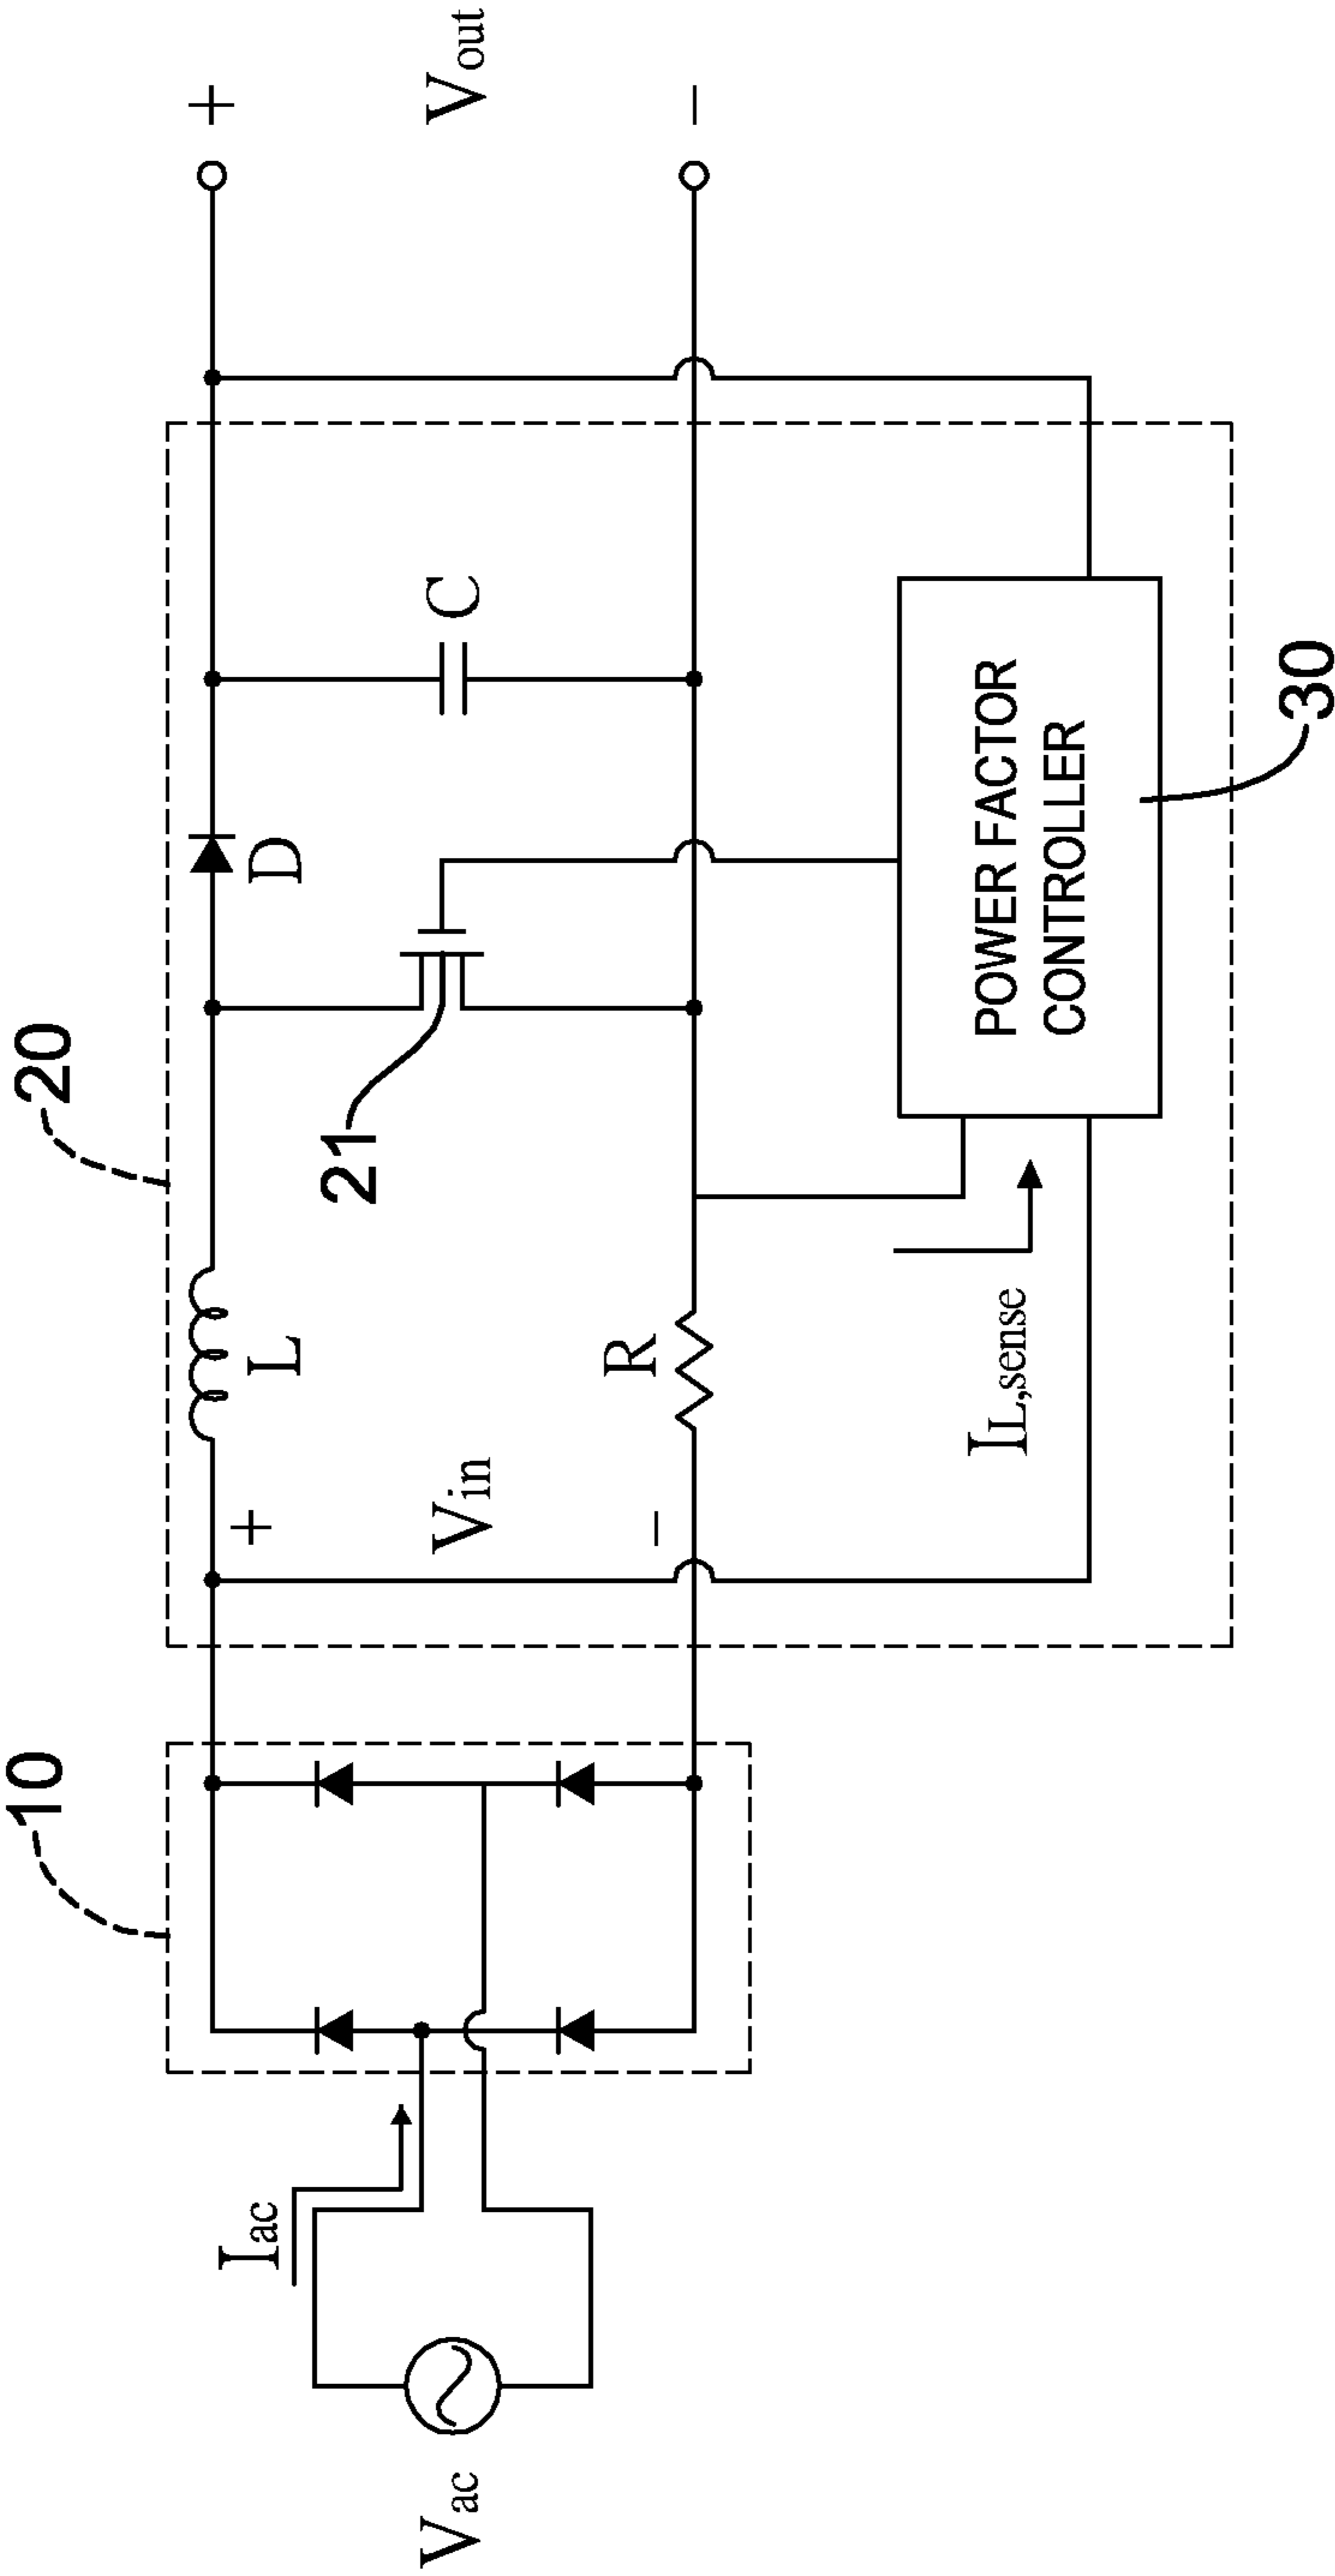 10
20
Iac
+
L
D
+
21
Vac
Vin
C
Vout
−
R
−
IL,sense
POWER FACTOR
CONTROLLER
30